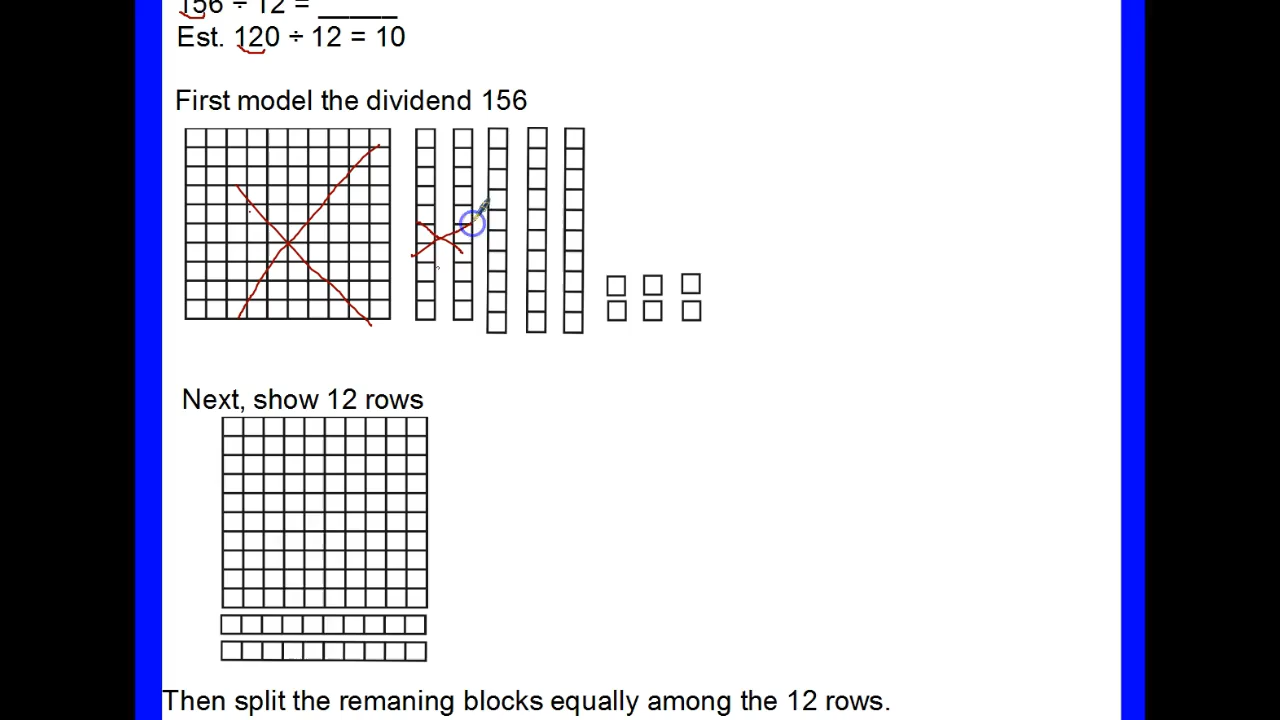 156 ÷ 12 = _____
Est. 120 ÷ 12 = 10
First model the dividend 156
Next, show 12 rows
Then split the remaning blocks equally among the 12 rows.